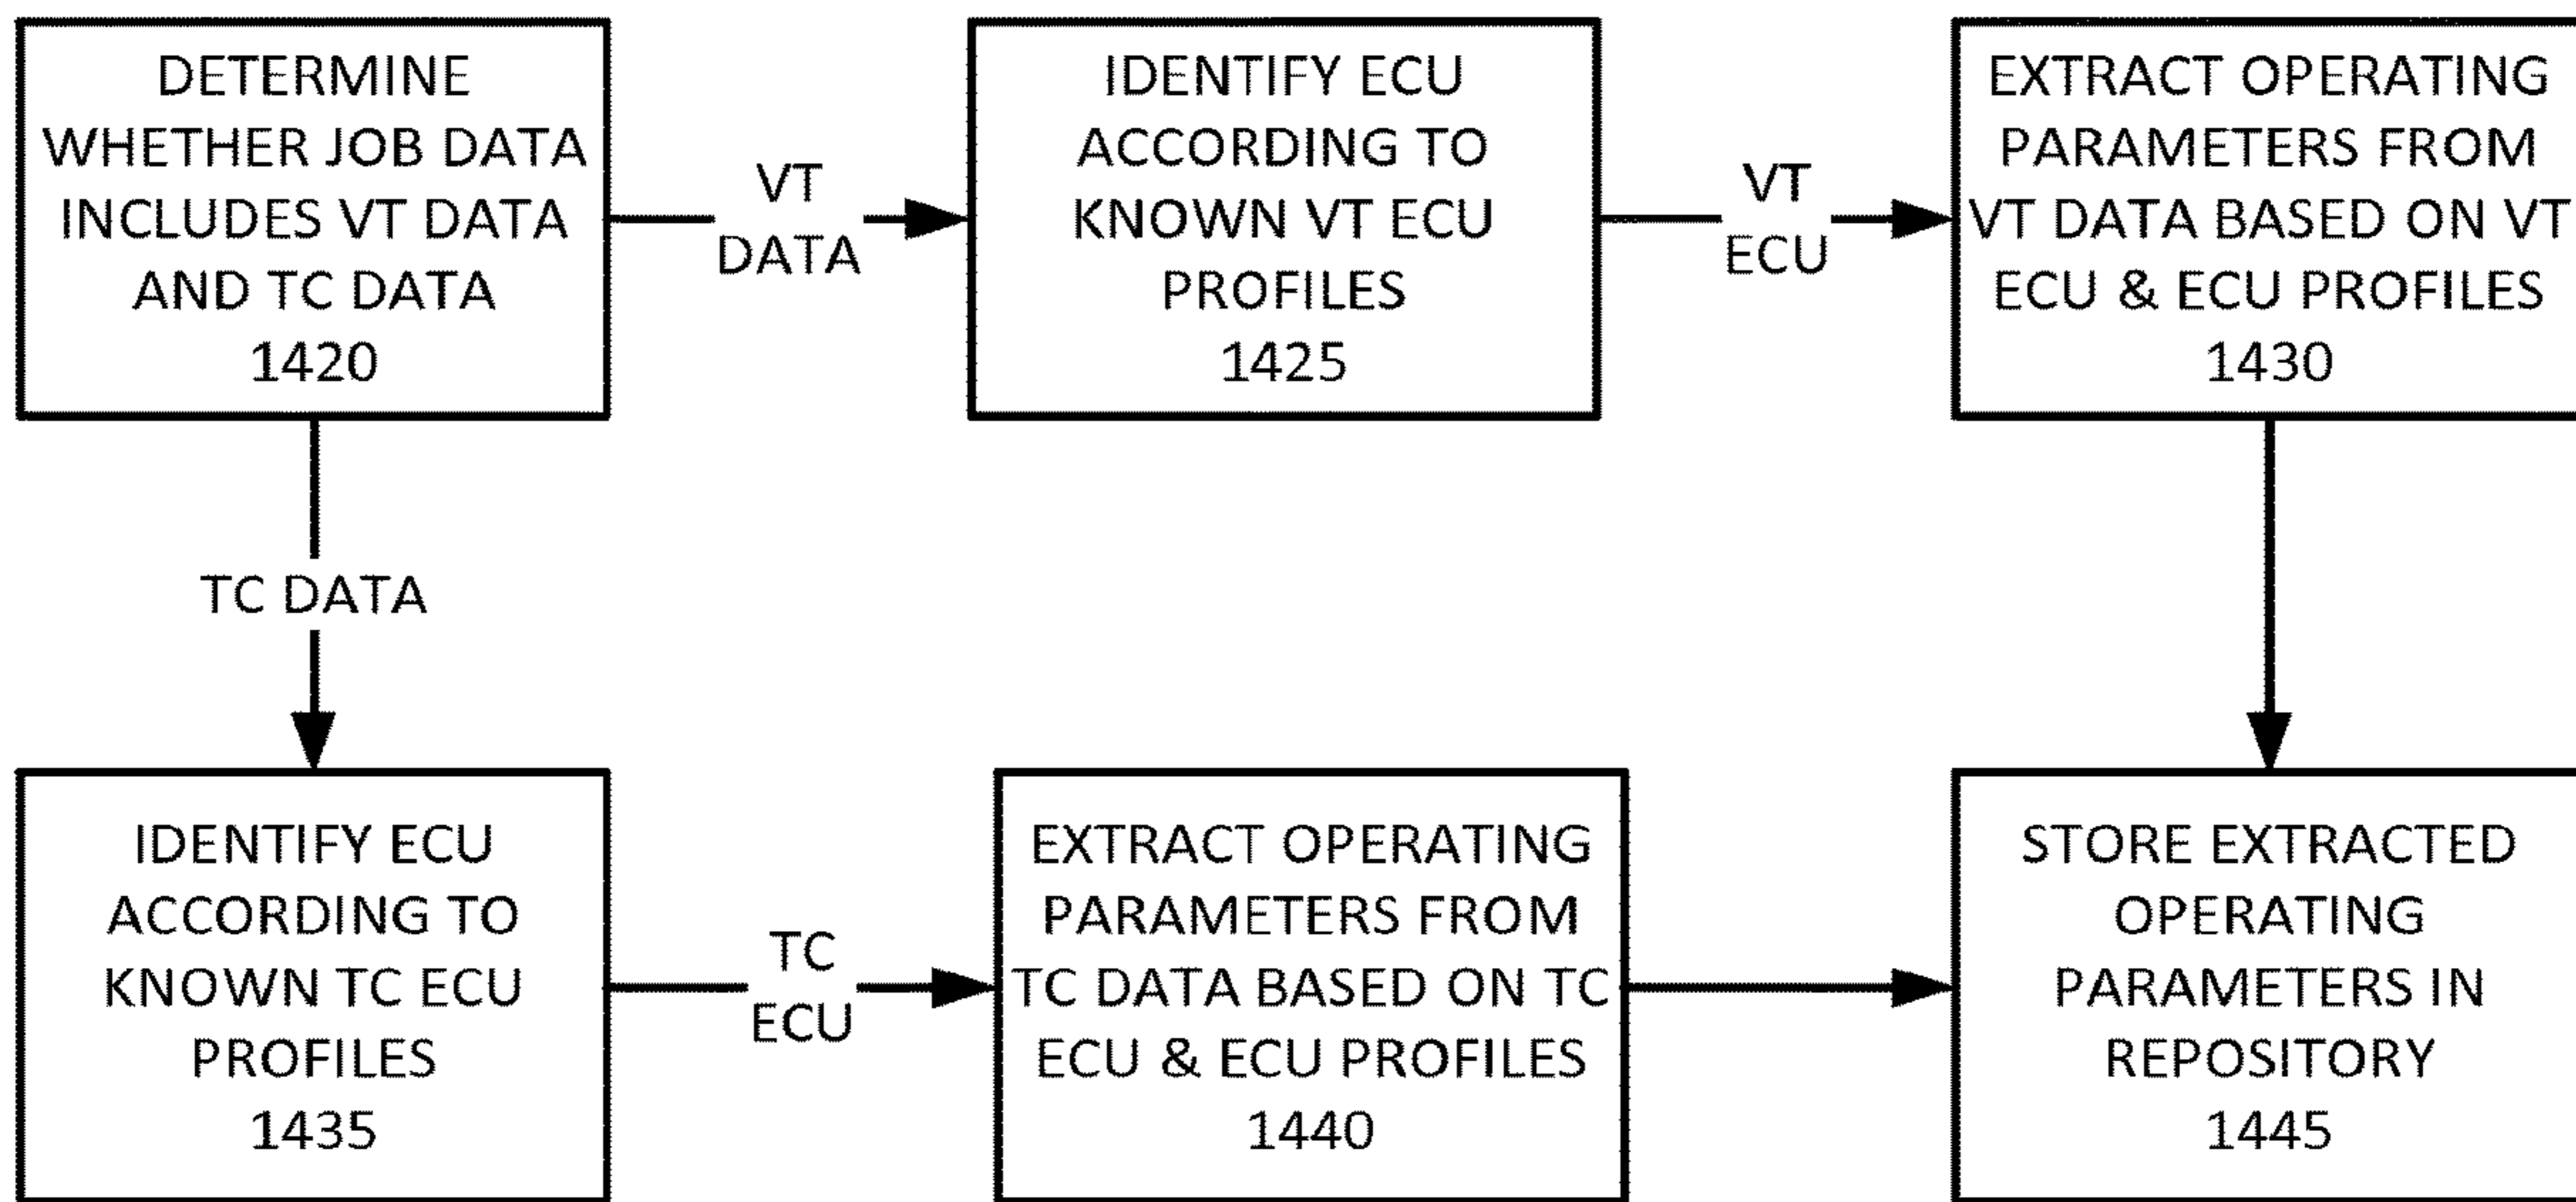 DETERMINE
WHETHER JOB DATA
INCLUDES VT DATA
AND TC DATA
1420
VT
DATA
IDENTIFY ECU
ACCORDING TO
KNOWN VT ECU
PROFILES
1425
VT
ECU
EXTRACT OPERATING
PARAMETERS FROM
VT DATA BASED ON VT
ECU & ECU PROFILES
1430
TC DATA
IDENTIFY ECU
ACCORDING TO
KNOWN TC ECU
PROFILES
1435
TC
ECU
EXTRACT OPERATING
PARAMETERS FROM
TC DATA BASED ON TC
ECU & ECU PROFILES
1440
STORE EXTRACTED
OPERATING
PARAMETERS IN
REPOSITORY
1445